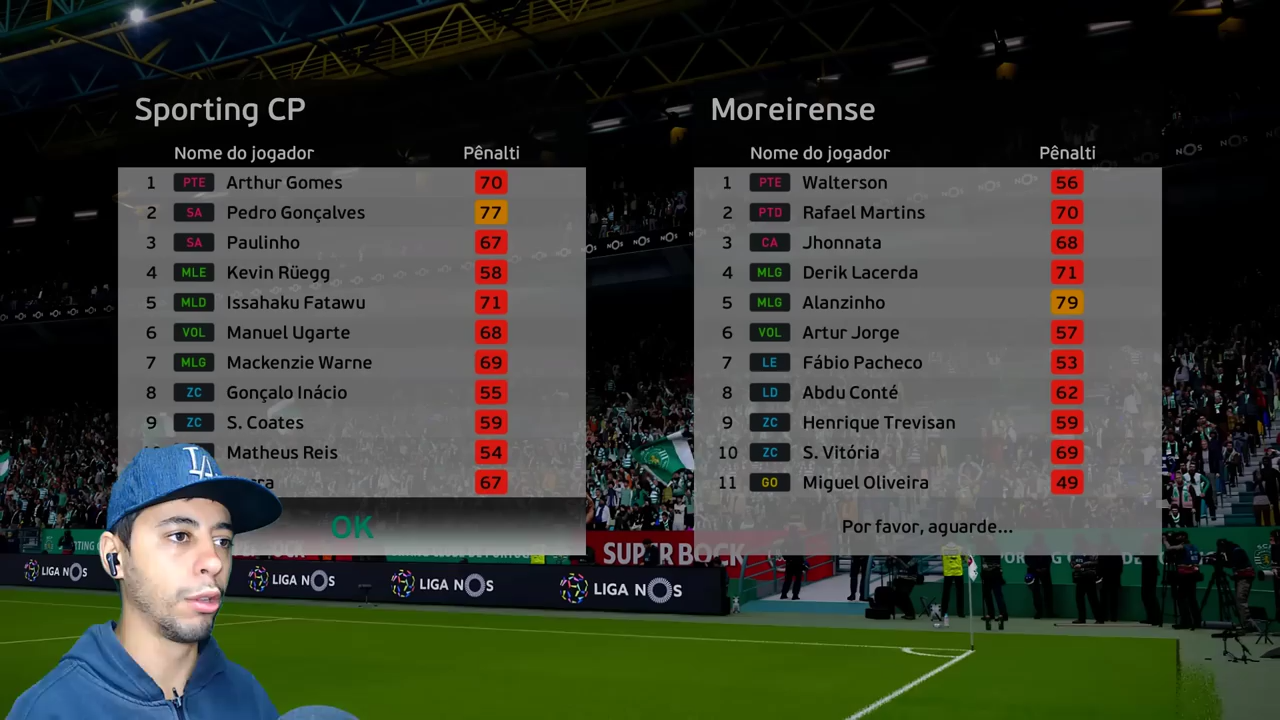 Sporting CP
Nome do jogador Pênalti
1 PTE Arthur Gomes 70
2 SA Pedro Gonçalves 77
3 SA Paulinho 67
4 MLE Kevin Rüegg 58
5 MLD Issahaku Fatawu 71
6 VOL Manuel Ugarte 68
7 MLG Mackenzie Warne 69
8 ZC Gonçalo Inácio 55
9 ZC S. Coates 59
Matheus Reis 54
67
OK
Moreirense
Nome do jogador Pênalti
1 PTE Walterson 56
2 PTD Rafael Martins 70
3 CA Jhonnata 68
4 MLG Derik Lacerda 71
5 MLG Alanzinho 79
6 VOL Artur Jorge 57
7 LE Fábio Pacheco 53
8 LD Abdu Conté 62
9 ZC Henrique Trevisan 59
10 ZC S. Vitória 69
11 GO Miguel Oliveira 49
Por favor, aguarde...
SUPER BOCK
LIGA NOS
LIGA NOS
LIGA NOS
LIGA NOS
LA